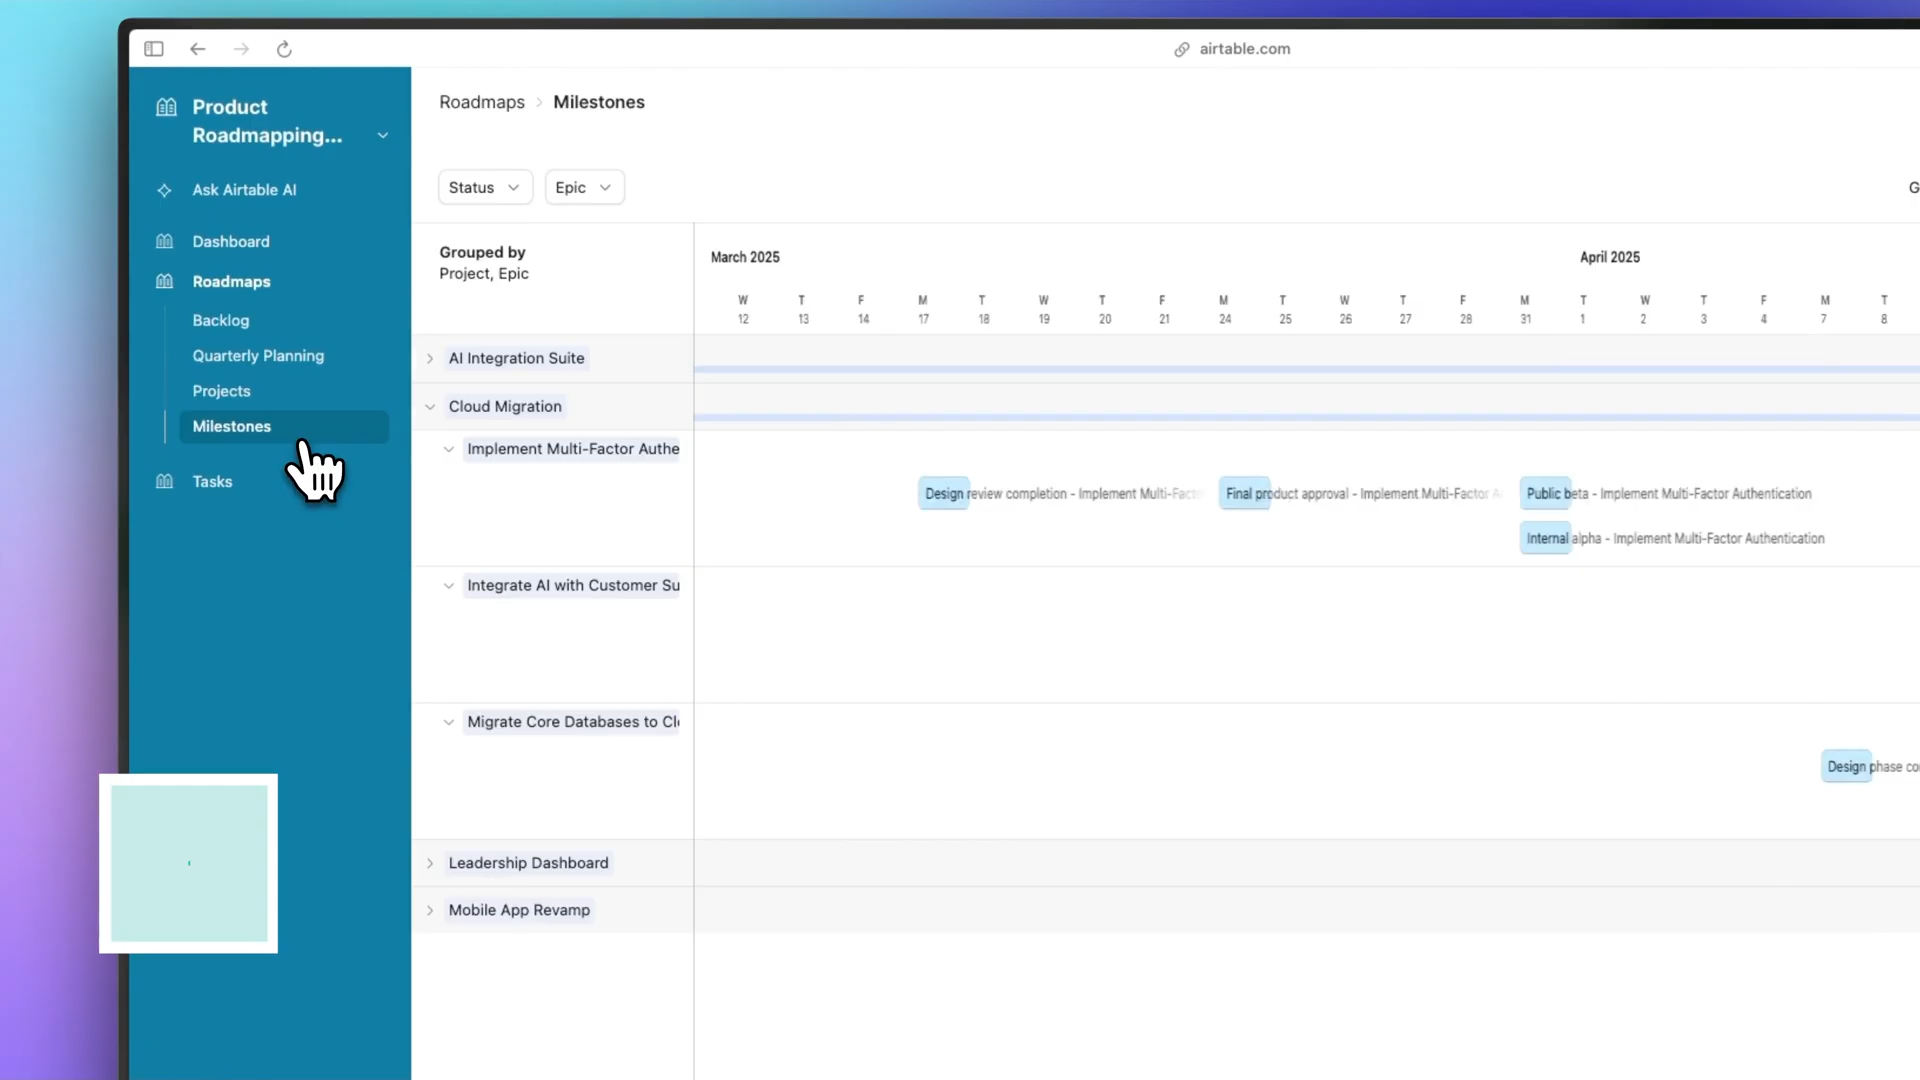 airtable.com
Product
Roadmapping...
Ask Airtable AI
Dashboard
Roadmaps
Backlog
Quarterly Planning
Projects
Milestones
Tasks
Roadmaps > Milestones
Status
Epic
G
Grouped by
Project, Epic
March 2025
April 2025
W T F M T W T F M T W T F M T W T F M T
12 13 14 17 18 19 20 21 24 25 26 27 28 31 1 2 3 4 7 8
AI Integration Suite
Cloud Migration
Implement Multi-Factor Authe
Design review completion - Implement Multi-Facto
Final product approval - Implement Multi-Factor A
Public beta - Implement Multi-Factor Authentication
Internal alpha - Implement Multi-Factor Authentication
Integrate AI with Customer Su
Migrate Core Databases to Cl
Design phase co
Leadership Dashboard
Mobile App Revamp